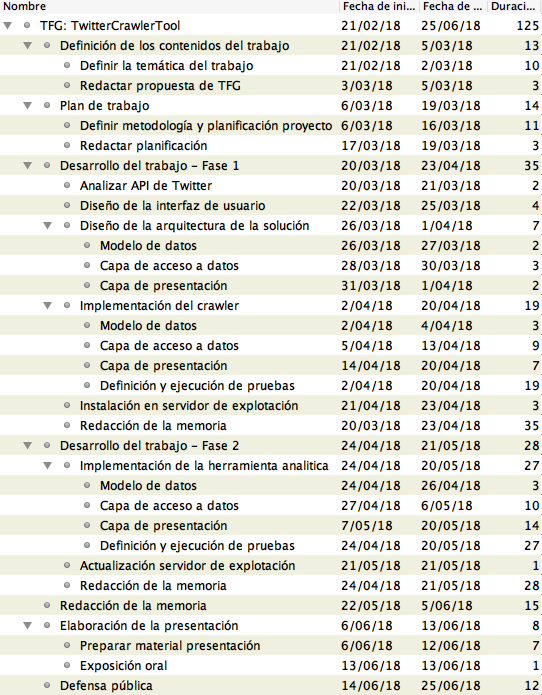 Nombre Fecha de ini... Fecha de ... Duraci...
TFG: TwitterCrawlerTool 21/02/18 25/06/18 125
Definición de los contenidos del trabajo 21/02/18 5/03/18 13
Definir la temática del trabajo 21/02/18 2/03/18 10
Redactar propuesta de TFG 3/03/18 5/03/18 3
Plan de trabajo 6/03/18 19/03/18 14
Definir metodología y planificación proyecto 6/03/18 16/03/18 11
Redactar planificación 17/03/18 19/03/18 3
Desarrollo del trabajo – Fase 1 20/03/18 23/04/18 35
Analizar API de Twitter 20/03/18 21/03/18 2
Diseño de la interfaz de usuario 22/03/18 25/03/18 4
Diseño de la arquitectura de la solución 26/03/18 1/04/18 7
Modelo de datos 26/03/18 27/03/18 2
Capa de acceso a datos 28/03/18 30/03/18 3
Capa de presentación 31/03/18 1/04/18 2
Implementación del crawler 2/04/18 20/04/18 19
Modelo de datos 2/04/18 4/04/18 3
Capa de acceso a datos 5/04/18 13/04/18 9
Capa de presentación 14/04/18 20/04/18 7
Definición y ejecución de pruebas 2/04/18 20/04/18 19
Instalación en servidor de explotación 21/04/18 23/04/18 3
Redacción de la memoria 20/03/18 23/04/18 35
Desarrollo del trabajo – Fase 2 24/04/18 21/05/18 28
Implementación de la herramienta analitica 24/04/18 20/05/18 27
Modelo de datos 24/04/18 26/04/18 3
Capa de acceso a datos 27/04/18 6/05/18 10
Capa de presentación 7/05/18 20/05/18 14
Definición y ejecución de pruebas 24/04/18 20/05/18 27
Actualización servidor de explotación 21/05/18 21/05/18 1
Redacción de la memoria 24/04/18 21/05/18 28
Redacción de la memoria 22/05/18 5/06/18 15
Elaboración de la presentación 6/06/18 13/06/18 8
Preparar material presentación 6/06/18 12/06/18 7
Exposición oral 13/06/18 13/06/18 1
Defensa pública 14/06/18 25/06/18 12